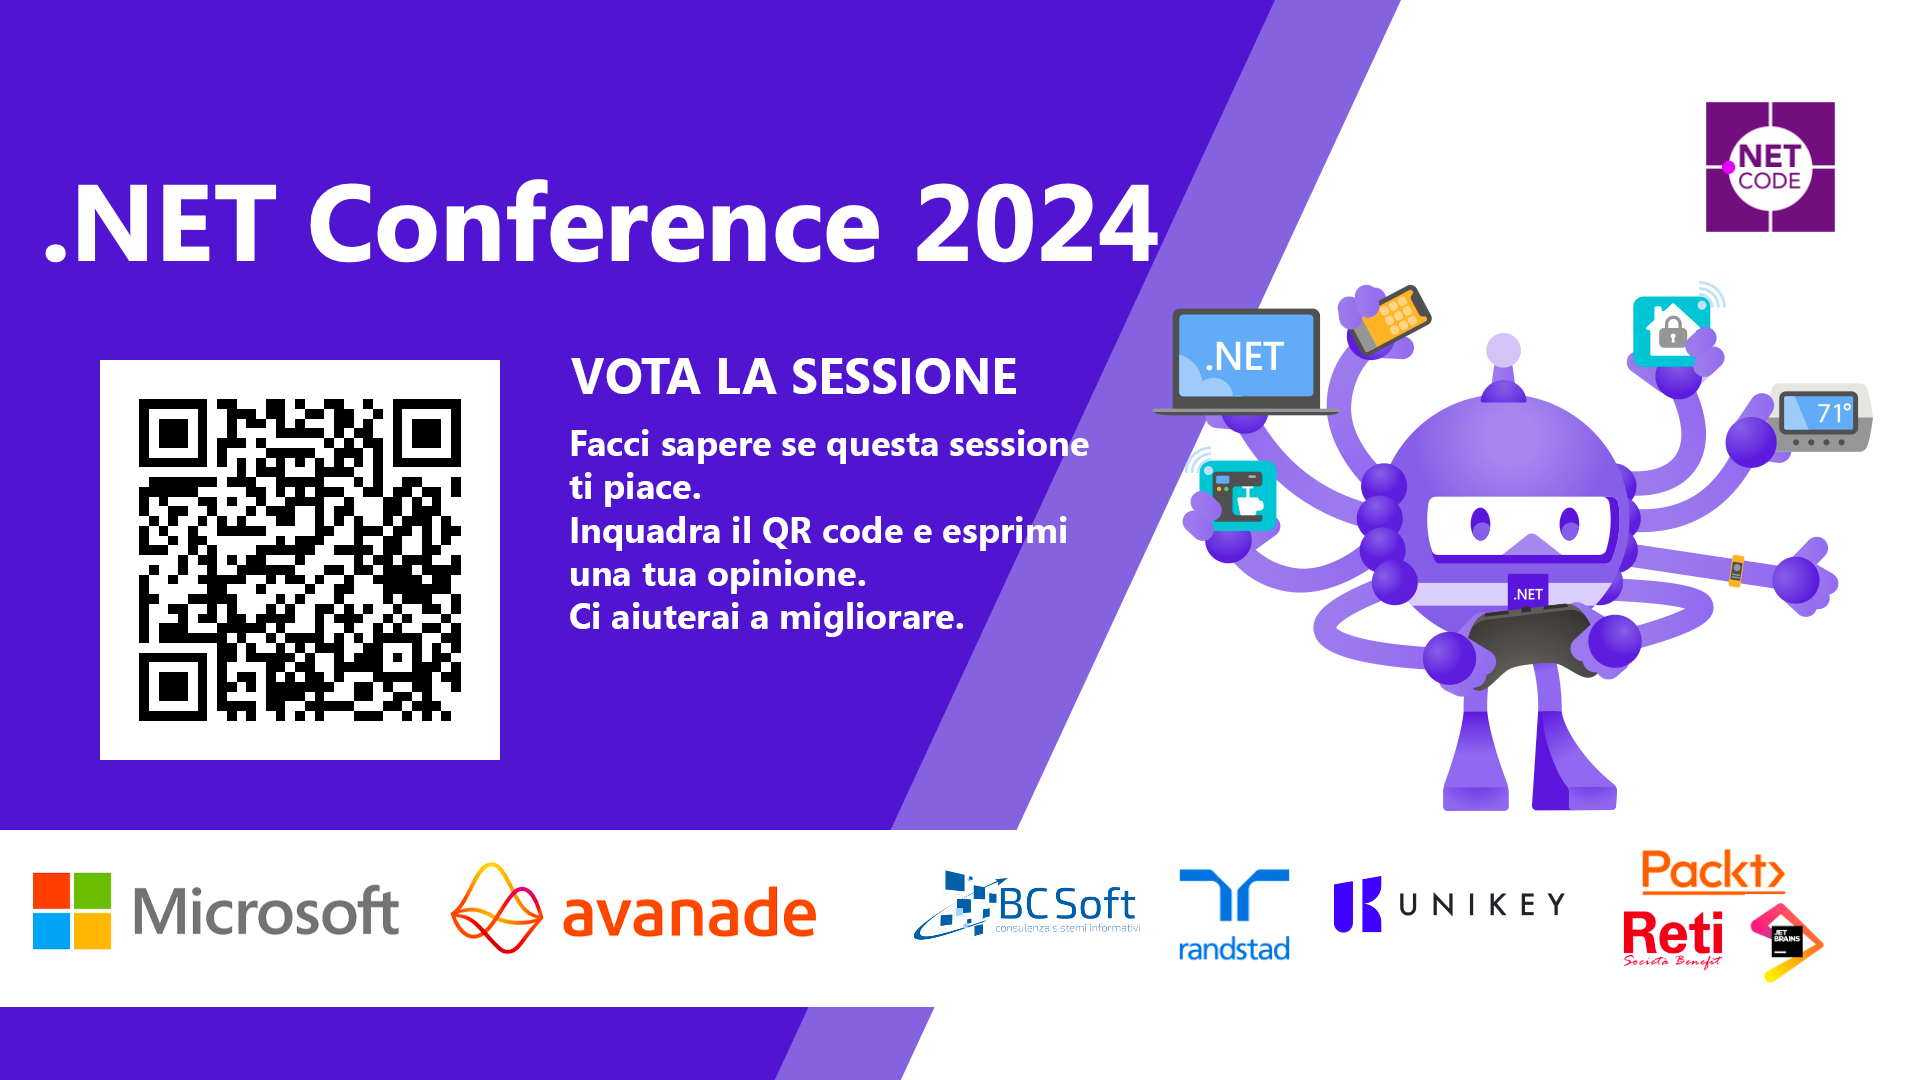 .NET Conference 2024
NET
CODE
VOTA LA SESSIONE
Facci sapere se questa sessione
ti piace.
Inquadra il QR code e esprimi
una tua opinione.
Ci aiuterai a migliorare.
.NET
71°
.NET
Microsoft
avanade
BC Soft
consulenza sistemi informativi
randstad
UNIKEY
Packt>
Reti
Società Benefit
JET
BRAINS